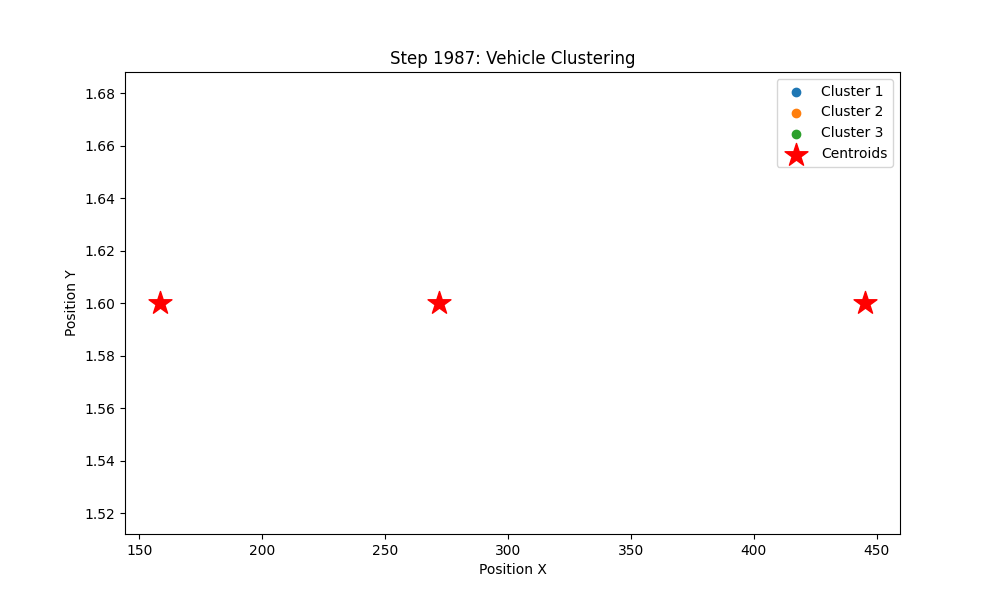 Step 1987: Vehicle Clustering
Cluster 1
Cluster 2
Cluster 3
Centroids
Position Y
1.68
1.66
1.64
1.62
1.60
1.58
1.56
1.54
1.52
150 200 250 300 350 400 450
Position X